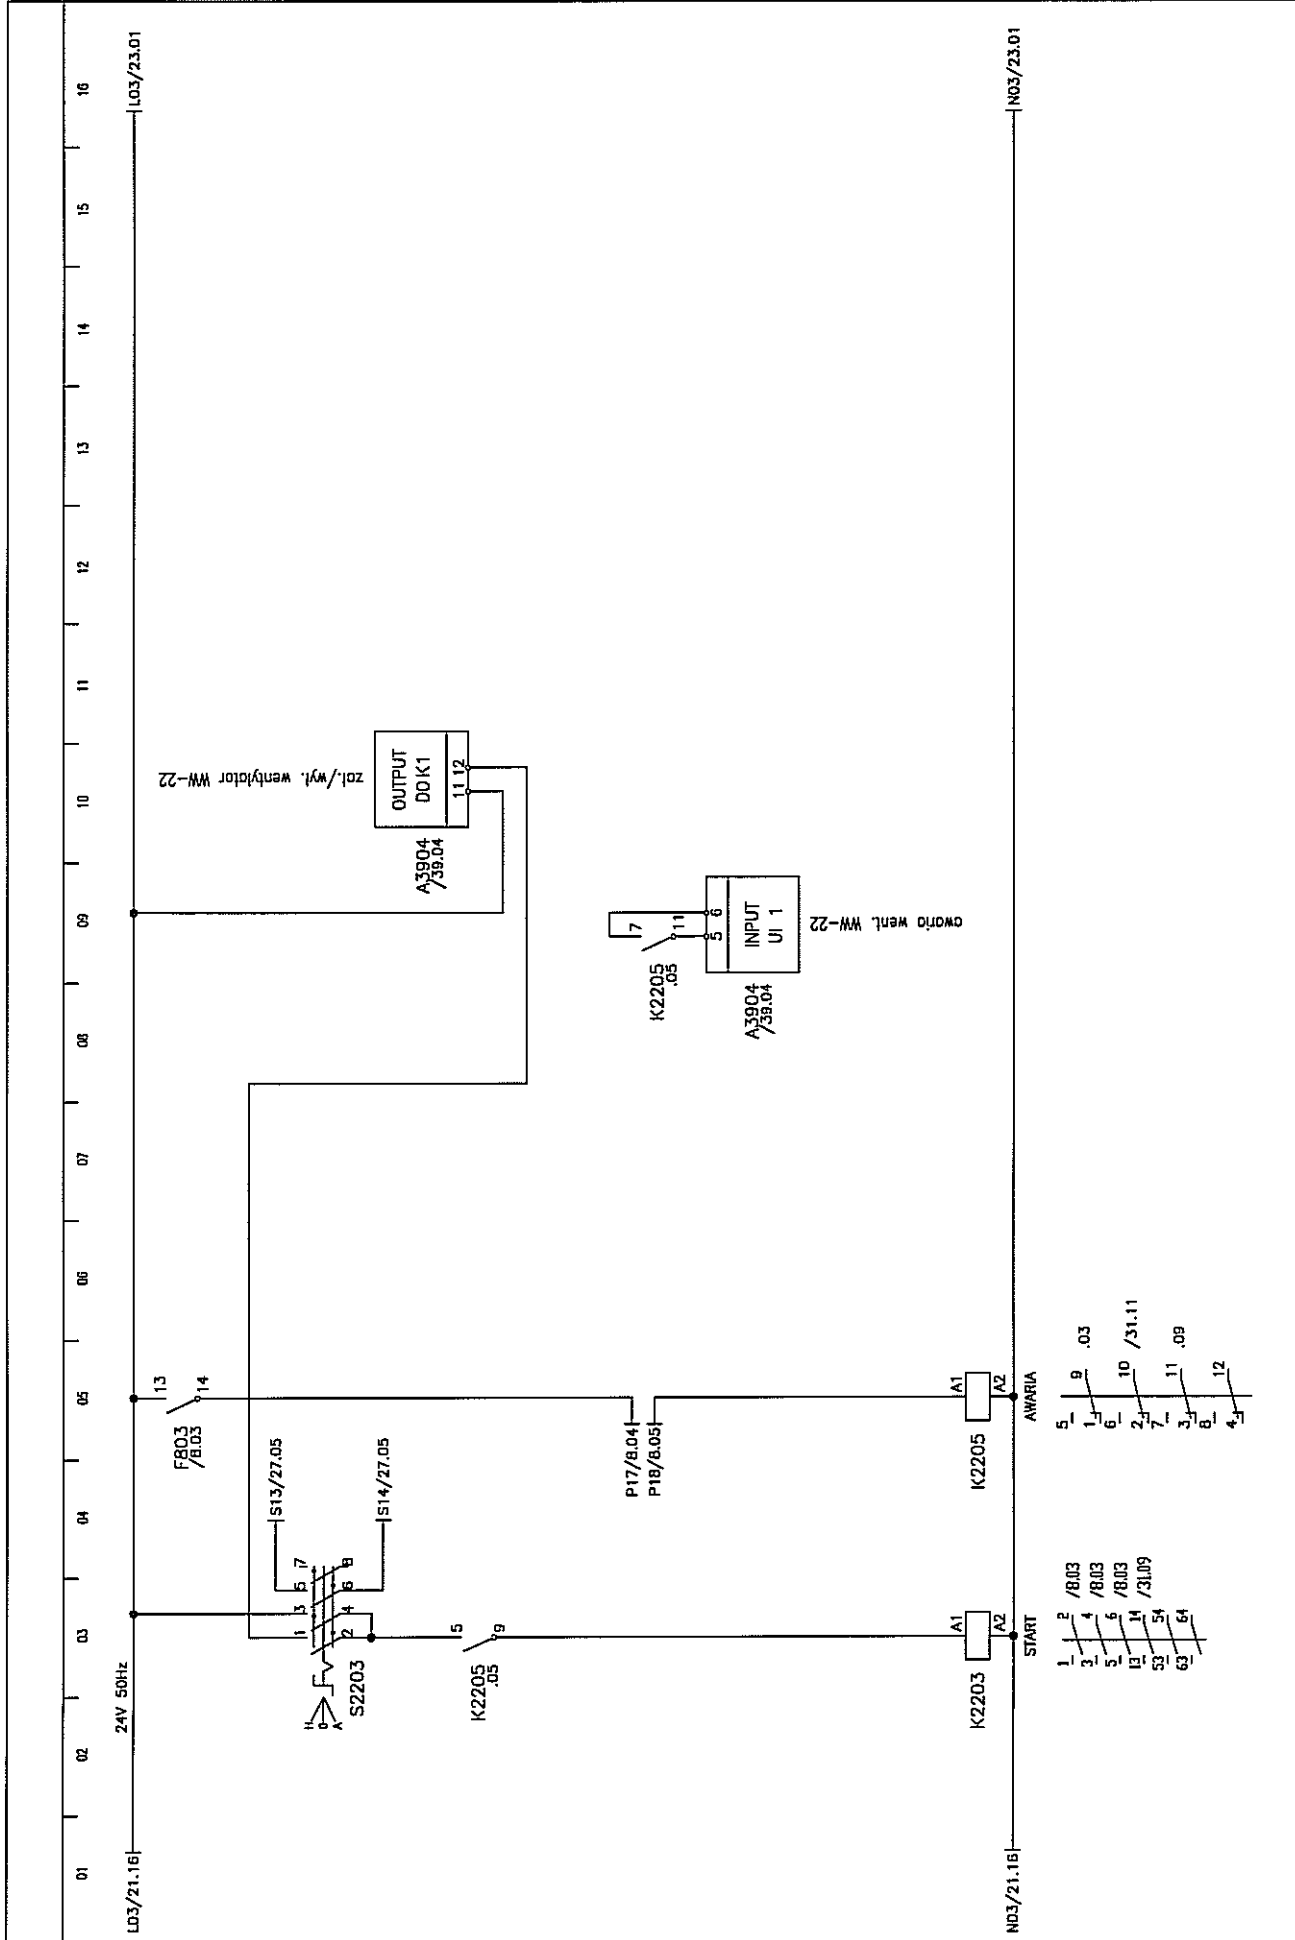 01 02 03 04 05 06 07 08 09 10 11 12 13 14 15 16
L03/21.16
24V 50Hz
L03/23.01
F803
/8.03
13
14
S13/27.05
S14/27.05
S2203
H
0
A
1 3 5 7
2 4 6 8
K2205
.05
5
9
P17/8.04
P18/8.05
OUTPUT
DO K1
11 12
A3904
/39.04
zał./wył. wentylator WW-22
K2205
.05
7
11
5 6
INPUT
UI 1
A3904
/39.04
awaria went. WW-22
K2203
A1
A2
K2205
A1
A2
N03/21.16
N03/23.01
START
AWARIA
1 2 /8.03
3 4 /8.03
5 6 /8.03
13 14 /31.09
53 54
63 64
5
1 9 .03
6
2 10 /31.11
7
3 11 .09
8
4 12